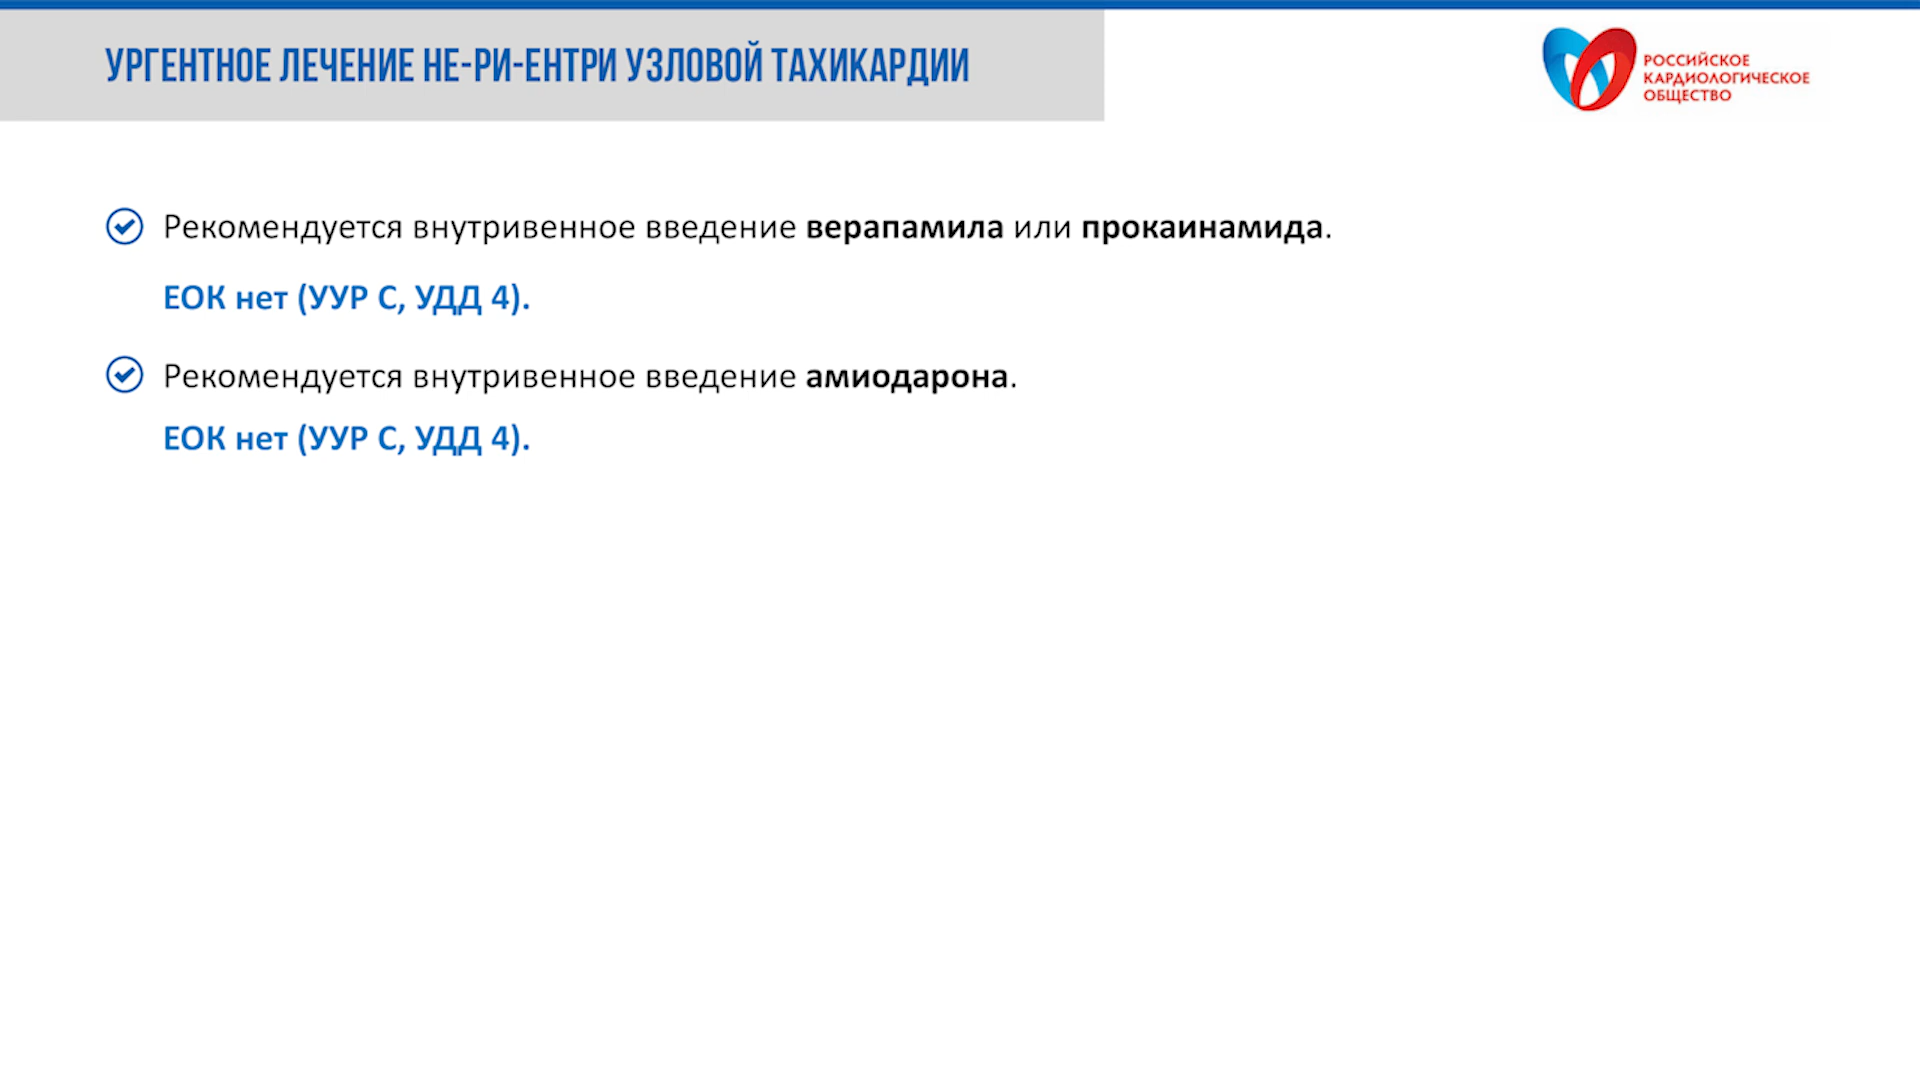 УРГЕНТНОЕ ЛЕЧЕНИЕ НЕ-РИ-ЕНТРИ УЗЛОВОЙ ТАХИКАРДИИ
РОССИЙСКОЕ
КАРДИОЛОГИЧЕСКОЕ
ОБЩЕСТВО
Рекомендуется внутривенное введение верапамила или прокаинамида.
ЕОК нет (УУР С, УДД 4).
Рекомендуется внутривенное введение амиодарона.
ЕОК нет (УУР С, УДД 4).